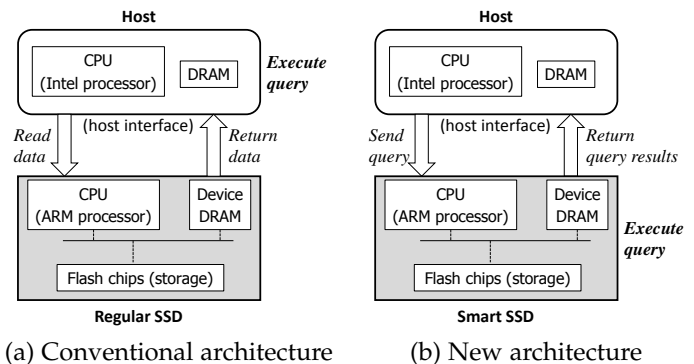 Host
CPU
(Intel processor)
DRAM
Execute
query
Read
data
(host interface)
Return
data
CPU
(ARM processor)
Device
DRAM
Flash chips (storage)
Regular SSD
(a) Conventional architecture
Host
CPU
(Intel processor)
DRAM
Send
query
(host interface)
Return
query results
CPU
(ARM processor)
Device
DRAM
Execute
query
Flash chips (storage)
Smart SSD
(b) New architecture